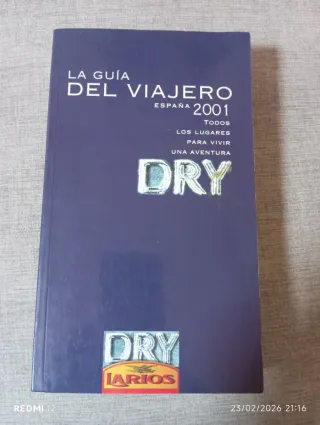 LA GUÍA
DEL VIAJERO
ESPAÑA 2001
TODOS
LOS LUGARES
PARA VIVIR
UNA AVENTURA
DRY
DRY
LARIOS
REDMI 12
23/02/2026 21:16